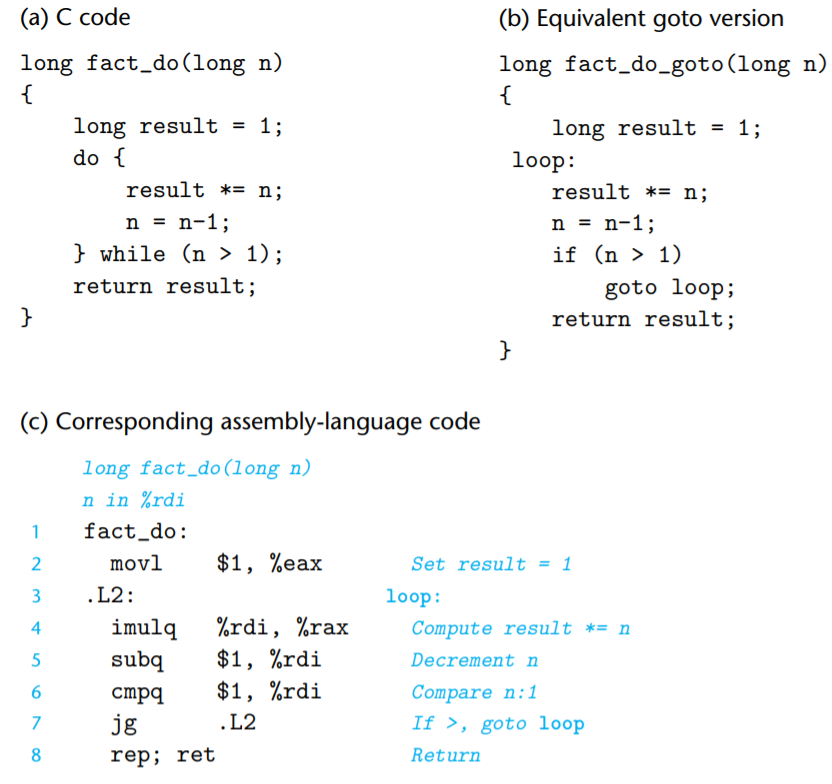 (a) C code
long fact_do(long n)
{
    long result = 1;
    do {
        result *= n;
        n = n-1;
    } while (n > 1);
    return result;
}
(b) Equivalent goto version
long fact_do_goto(long n)
{
    long result = 1;
 loop:
    result *= n;
    n = n-1;
    if (n > 1)
        goto loop;
    return result;
}
(c) Corresponding assembly-language code
long fact_do(long n)
n in %rdi
1 fact_do:
2   movl $1, %eax Set result = 1
3 .L2: loop:
4   imulq %rdi, %rax Compute result *= n
5   subq $1, %rdi Decrement n
6   cmpq $1, %rdi Compare n:1
7   jg .L2 If >, goto loop
8   rep; ret Return